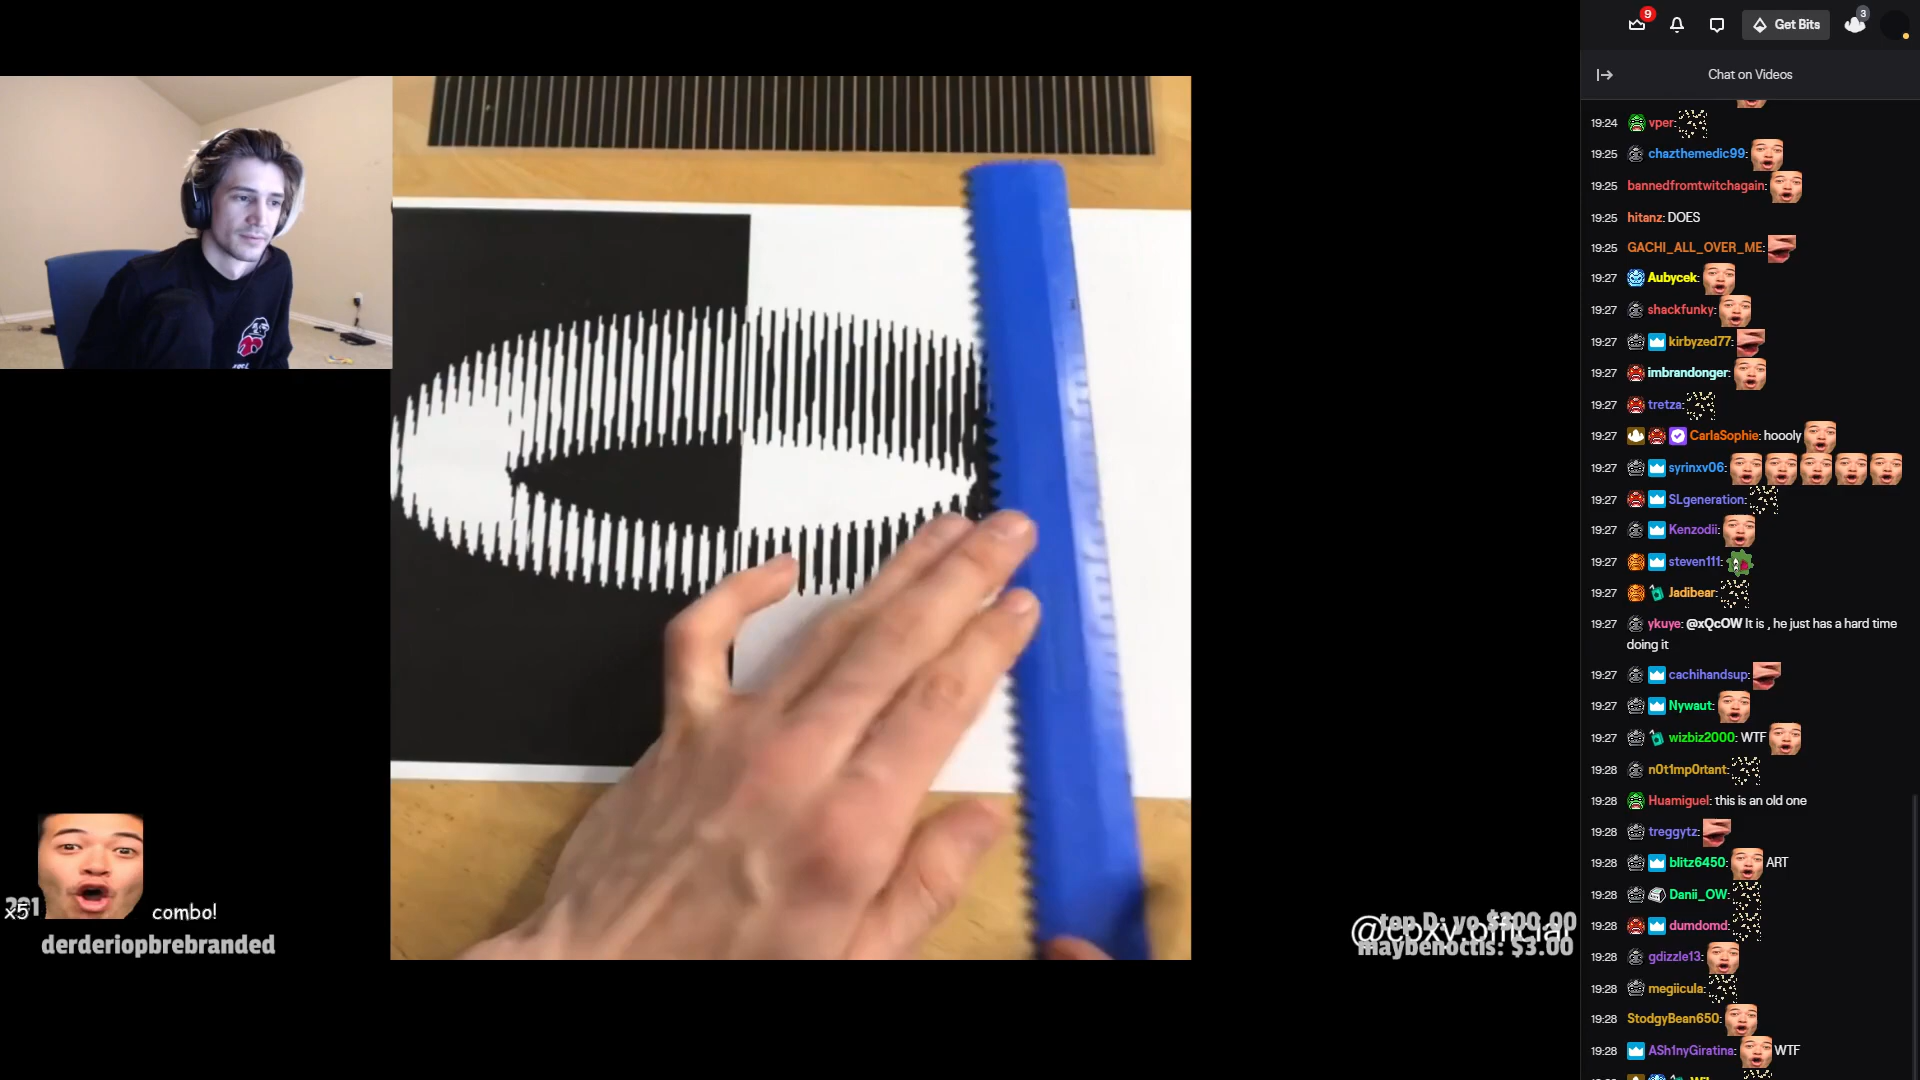 9
Get Bits
3
Chat on Videos
19:24 vper:
19:25 chazthemedic99:
19:25 bannedfromtwitchagain:
19:25 hitanz: DOES
19:25 GACHI_ALL_OVER_ME:
19:27 Aubycek:
19:27 shackfunky:
19:27 kirbyzed77:
19:27 imbrandonger:
19:27 tretza:
19:27 CarlaSophie: hoooly
19:27 syrinxv06:
19:27 SLgeneration:
19:27 Kenzodii:
19:27 steven111:
19:27 Jadibear:
19:27 ykuye: @xQcOW It is , he just has a hard time
doing it
19:27 cachihandsup:
19:27 Nywaut:
19:27 wizbiz2000: WTF
19:28 n0t1mp0rtant:
19:28 Huamiguel: this is an old one
19:28 treggytz:
19:28 blitz6450: ART
19:28 Danii_OW:
19:28 dumdomd:
19:28 gdizzle13:
19:28 megiicula:
19:28 StodgyBean650:
19:28 ASh1nyGiratina: WTF
x5 combo!
derderiopbrebranded
maybenoctis: $3.00